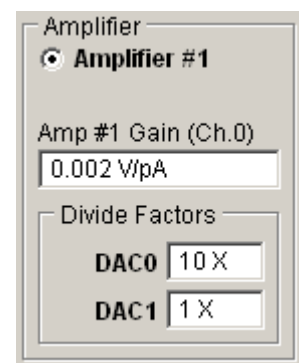 Amplifier
Amplifier #1
Amp #1 Gain (Ch.0)
0.002 V/pA
Divide Factors
DAC0 10 X
DAC1 1 X